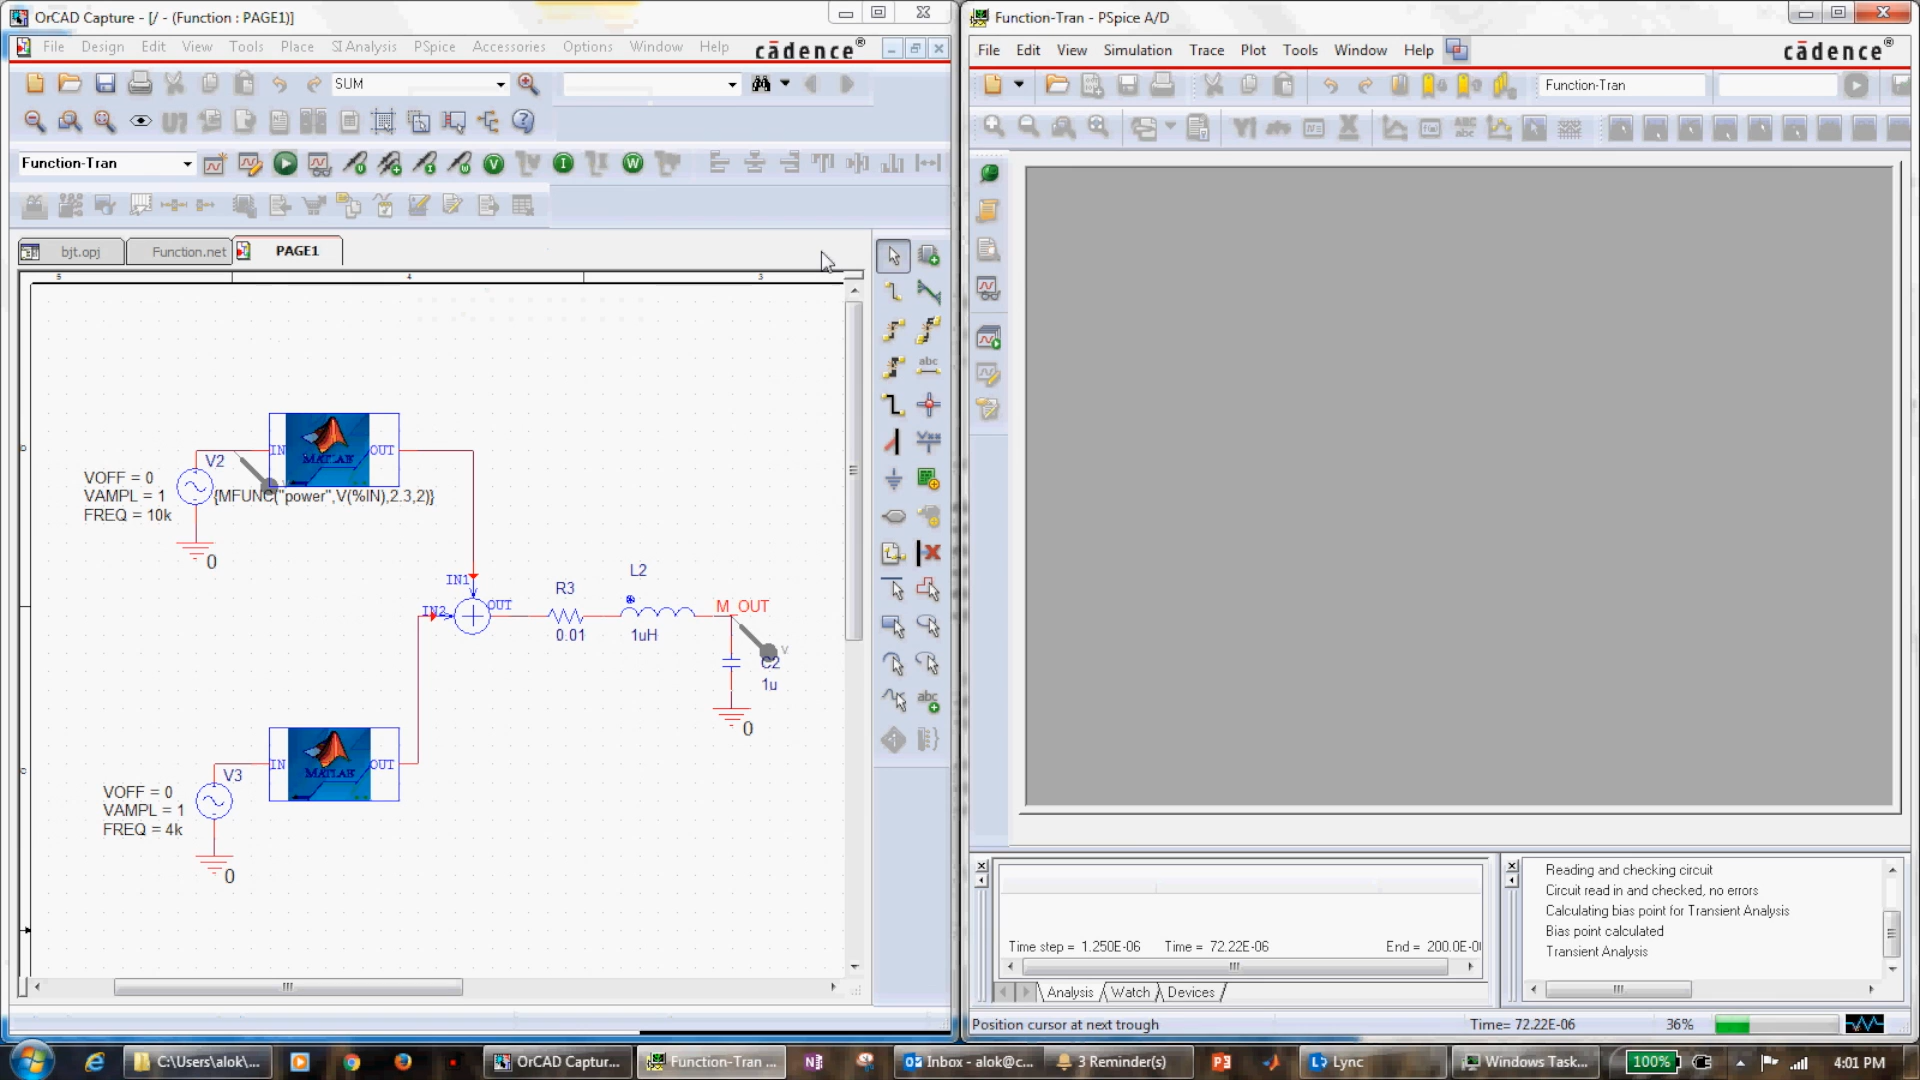 OrCAD Capture - [/ - (Function : PAGE1)]
File Design Edit View Tools Place SI Analysis PSpice Accessories Options Window Help
cādence®
SUM
Function-Tran
bjt.opj
Function.net
PAGE1
5 4 3
IN
OUT
MATLAB
V2
VOFF = 0
VAMPL = 1
FREQ = 10k
{MFUNC("power",V(%IN),2.3,2)}
0
IN1
IN2
OUT
R3
0.01
L2
1uH
M_OUT
V
C2
1u
0
IN
OUT
MATLAB
V3
VOFF = 0
VAMPL = 1
FREQ = 4k
0
Function-Tran - PSpice A/D
File Edit View Simulation Trace Plot Tools Window Help
cādence®
Function-Tran
Time step = 1.250E-06 Time = 72.22E-06 End = 200.0E-0
Analysis Watch Devices
Reading and checking circuit
Circuit read in and checked, no errors
Calculating bias point for Transient Analysis
Bias point calculated
Transient Analysis
Position cursor at next trough
Time= 72.22E-06 36%
C:\Users\alok\...
OrCAD Captur...
Function-Tran ...
Inbox - alok@c...
3 Reminder(s)
Lync
Windows Task...
100%
4:01 PM